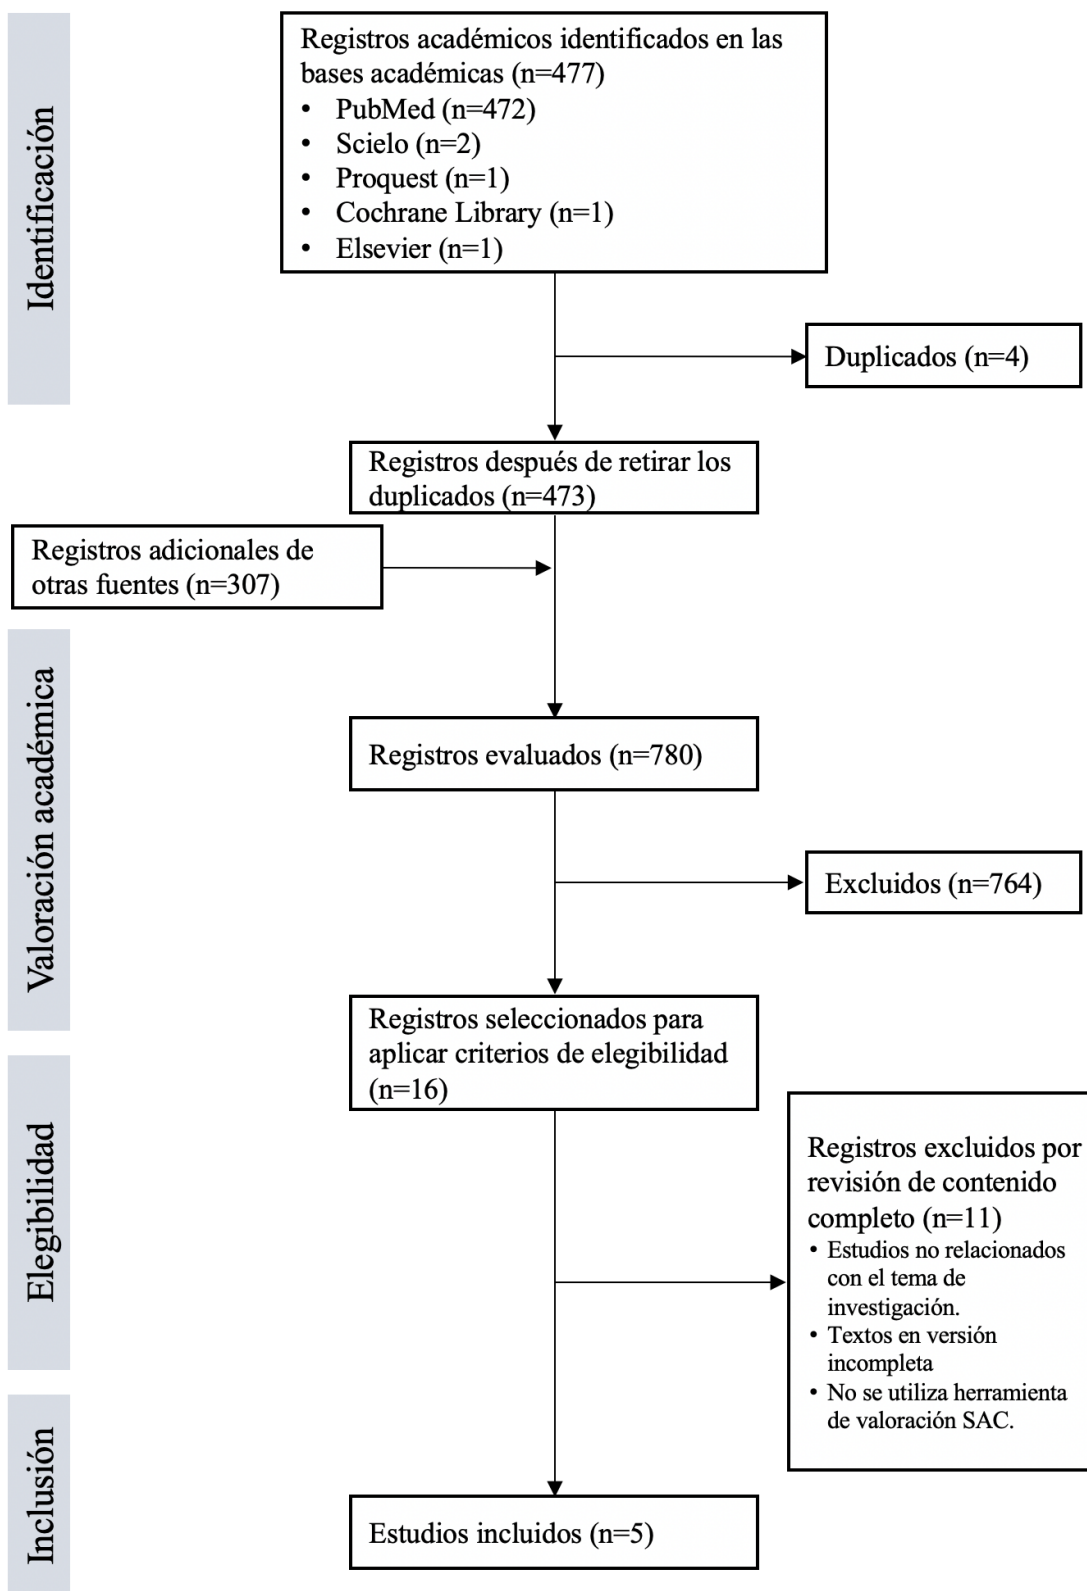 Identificación
Registros académicos identificados en las
bases académicas (n=477)
• PubMed (n=472)
• Scielo (n=2)
• Proquest (n=1)
• Cochrane Library (n=1)
• Elsevier (n=1)
Duplicados (n=4)
Registros después de retirar los
duplicados (n=473)
Registros adicionales de
otras fuentes (n=307)
Valoración académica
Registros evaluados (n=780)
Excluidos (n=764)
Registros seleccionados para
aplicar criterios de elegibilidad
(n=16)
Elegibilidad
Registros excluidos por
revisión de contenido
completo (n=11)
• Estudios no relacionados
con el tema de
investigación.
• Textos en versión
incompleta
• No se utiliza herramienta
de valoración SAC.
Inclusión
Estudios incluidos (n=5)